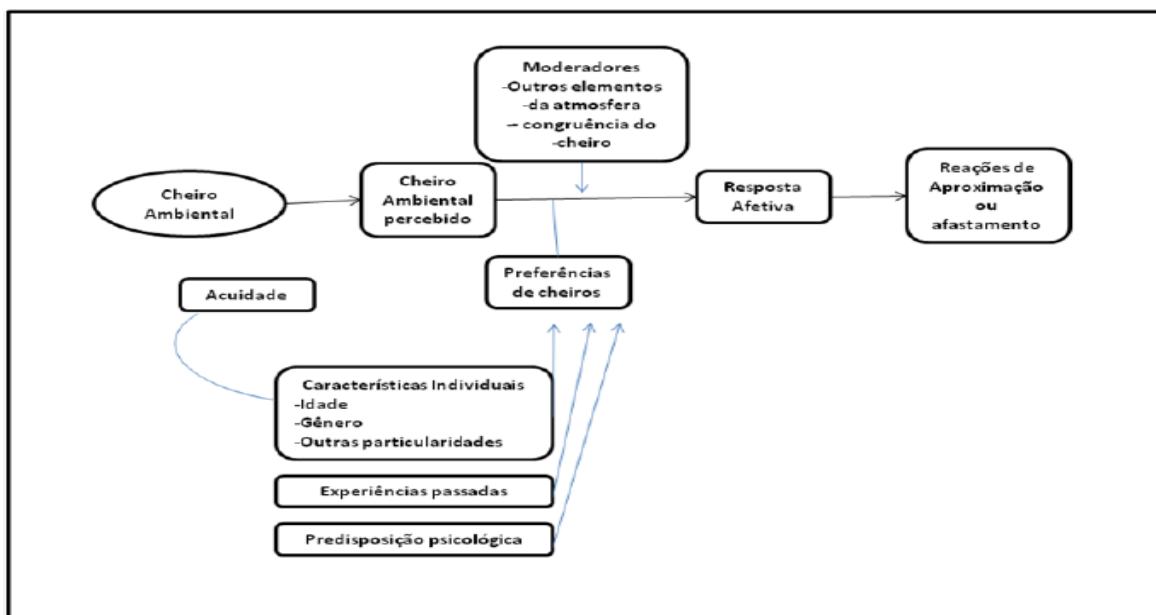 Moderadores
-Outros elementos
-da atmosfera
– congruência do
-cheiro
Cheiro
Ambiental
Cheiro
Ambiental
percebido
Resposta
Afetiva
Reações de
Aproximação
ou
afastamento
Preferências
de cheiros
Acuidade
Características Individuais
-Idade
-Gênero
-Outras particularidades
Experiências passadas
Predisposição psicológica